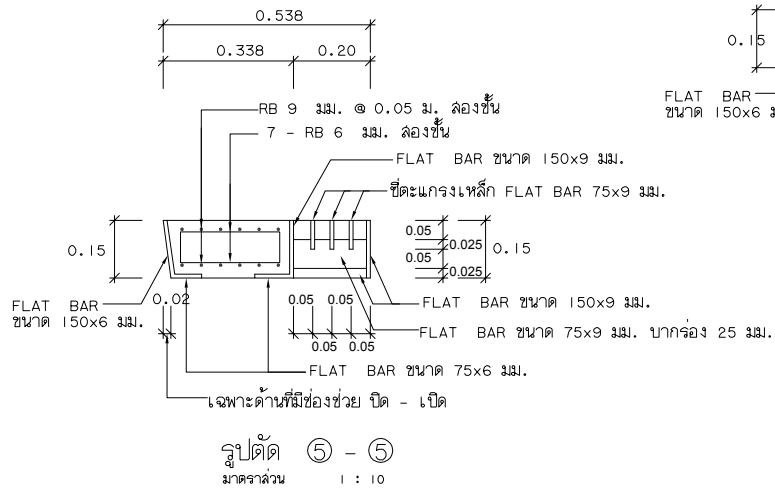 0.538
0.338
0.20
0.15
RB 9 มม. @ 0.05 ม. สองชั้น
7 - RB 6 มม. สองชั้น
FLAT BAR
ขนาด 150x6 ม
FLAT BAR ขนาด 150x9 มม.
ซี่ตะแกรงเหล็ก FLAT BAR 75x9 มม.
0.15
0.05
0.025
0.05
0.025
0.15
FLAT BAR
ขนาด 150x6 มม.
0.02
0.05
0.05
0.05
0.05
FLAT BAR ขนาด 150x9 มม.
FLAT BAR ขนาด 75x9 มม. บากร่อง 25 มม.
FLAT BAR ขนาด 75x6 มม.
เฉพาะด้านที่มีช่องช่วย ปิด - เปิด
รูปตัด 5 - 5
มาตราส่วน 1 : 10